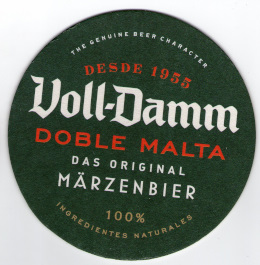 THE GENUINE BEER CHARACTER
DESDE 1955
Voll-Damm
DOBLE MALTA
DAS ORIGINAL
MÄRZENBIER
100%
INGREDIENTES NATURALES